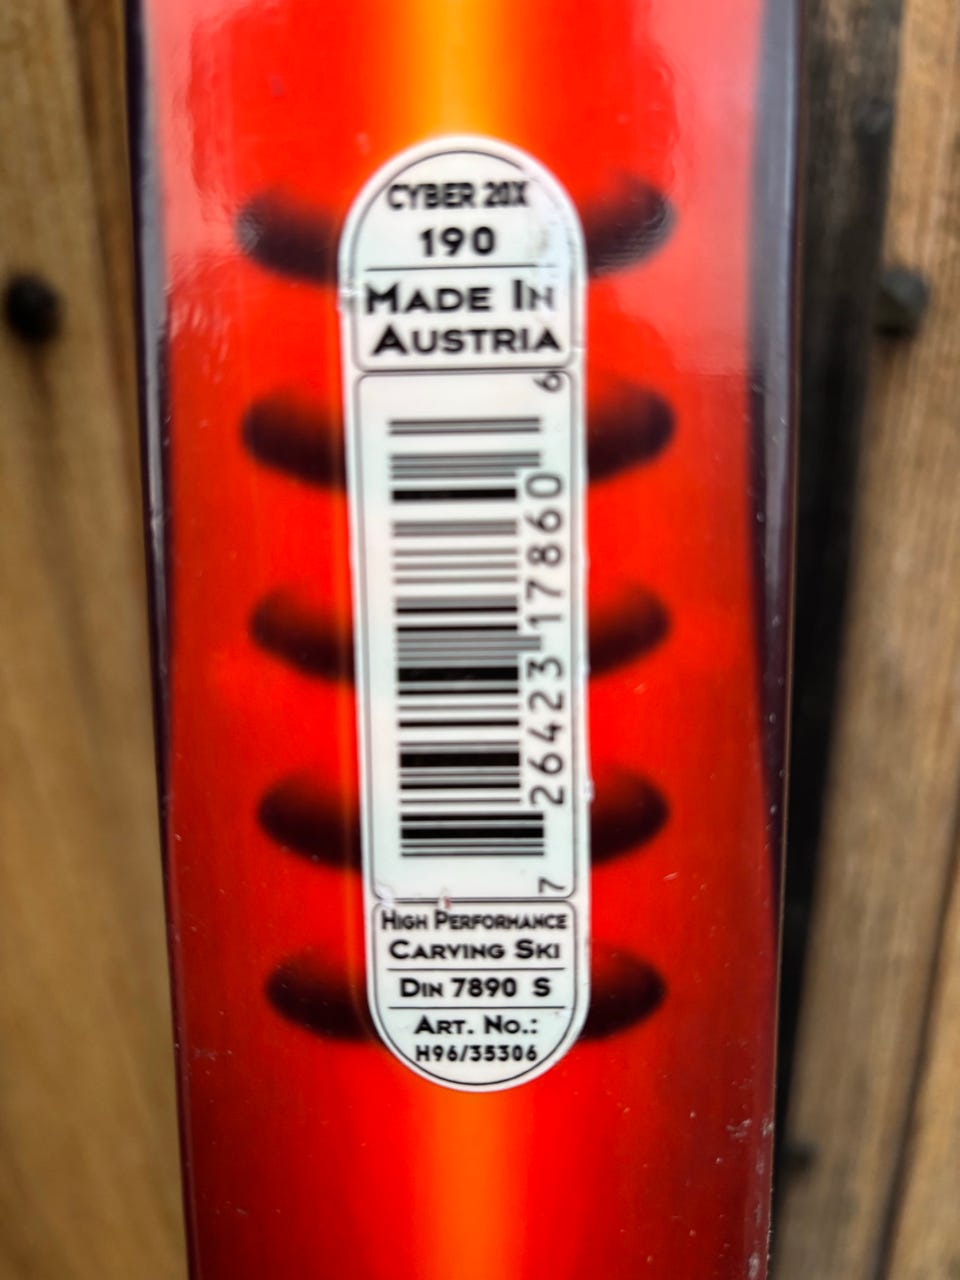 CYBER 20X
190
MADE IN
AUSTRIA
7 26423 17860 6
HIGH PERFORMANCE
CARVING SKI
DIN 7890 S
ART. NO.:
H96/35306